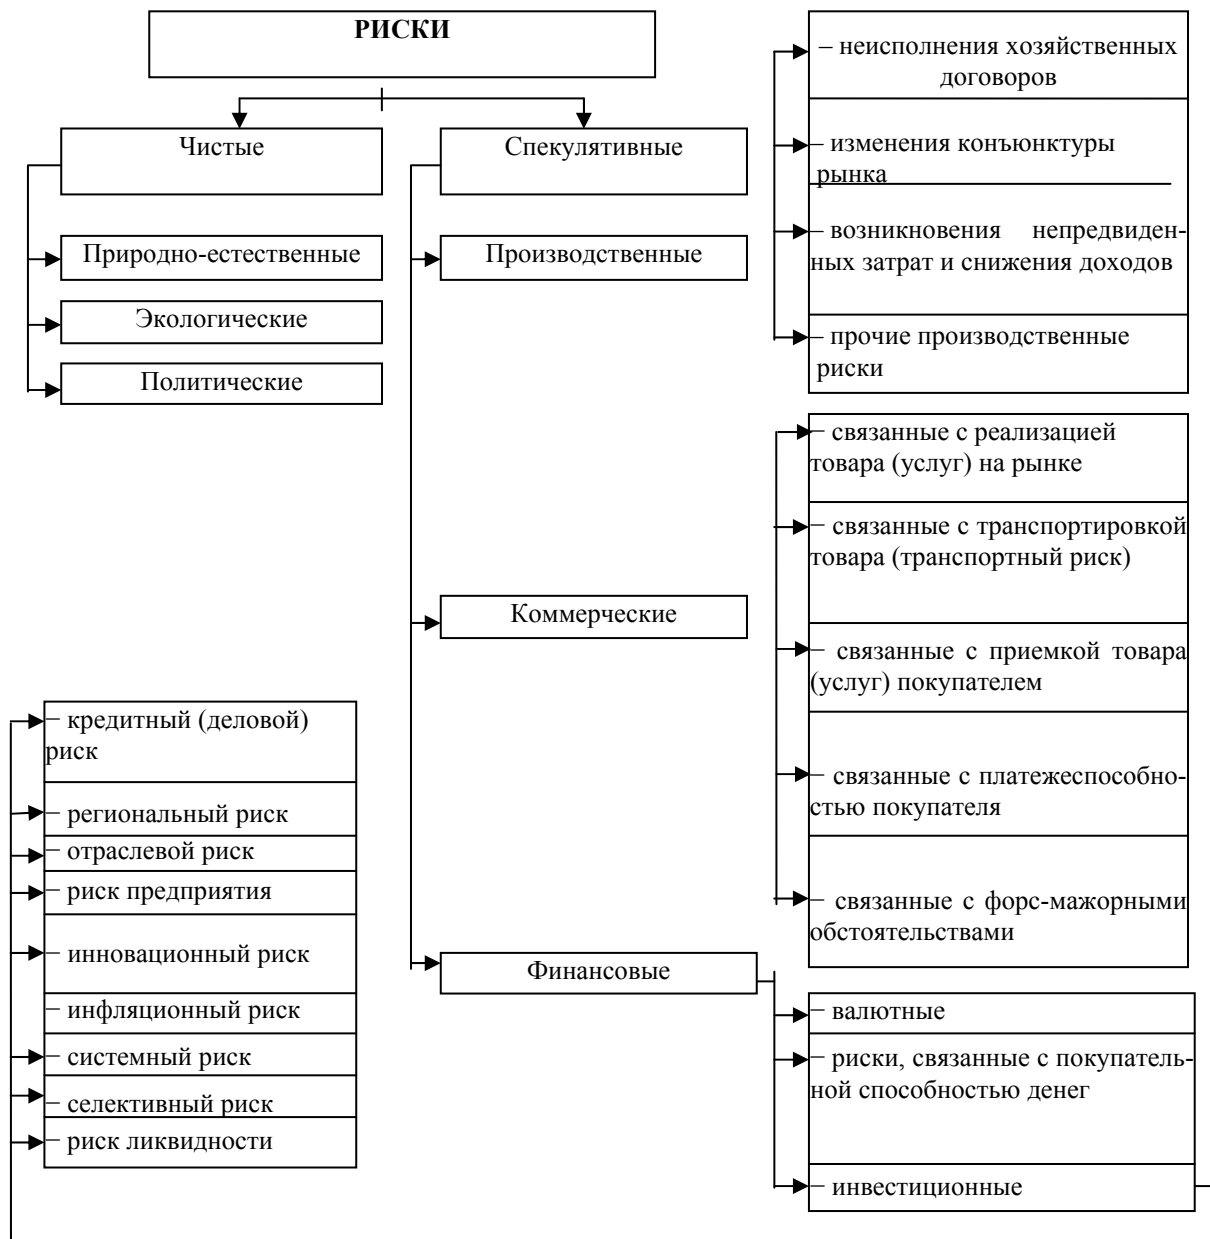 РИСКИ
Чистые
Спекулятивные
Природно-естественные
Экологические
Политические
Производственные
– неисполнения хозяйственных
договоров
– изменения конъюнктуры
рынка
– возникновения непредвиден-
ных затрат и снижения доходов
– прочие производственные
риски
Коммерческие
– связанные с реализацией
товара (услуг) на рынке
– связанные с транспортировкой
товара (транспортный риск)
– связанные с приемкой товара
(услуг) покупателем
– связанные с платежеспособно-
стью покупателя
– связанные с форс-мажорными
обстоятельствами
Финансовые
– валютные
– риски, связанные с покупатель-
ной способностью денег
– инвестиционные
– кредитный (деловой)
риск
– региональный риск
– отраслевой риск
– риск предприятия
– инновационный риск
– инфляционный риск
– системный риск
– селективный риск
– риск ликвидности